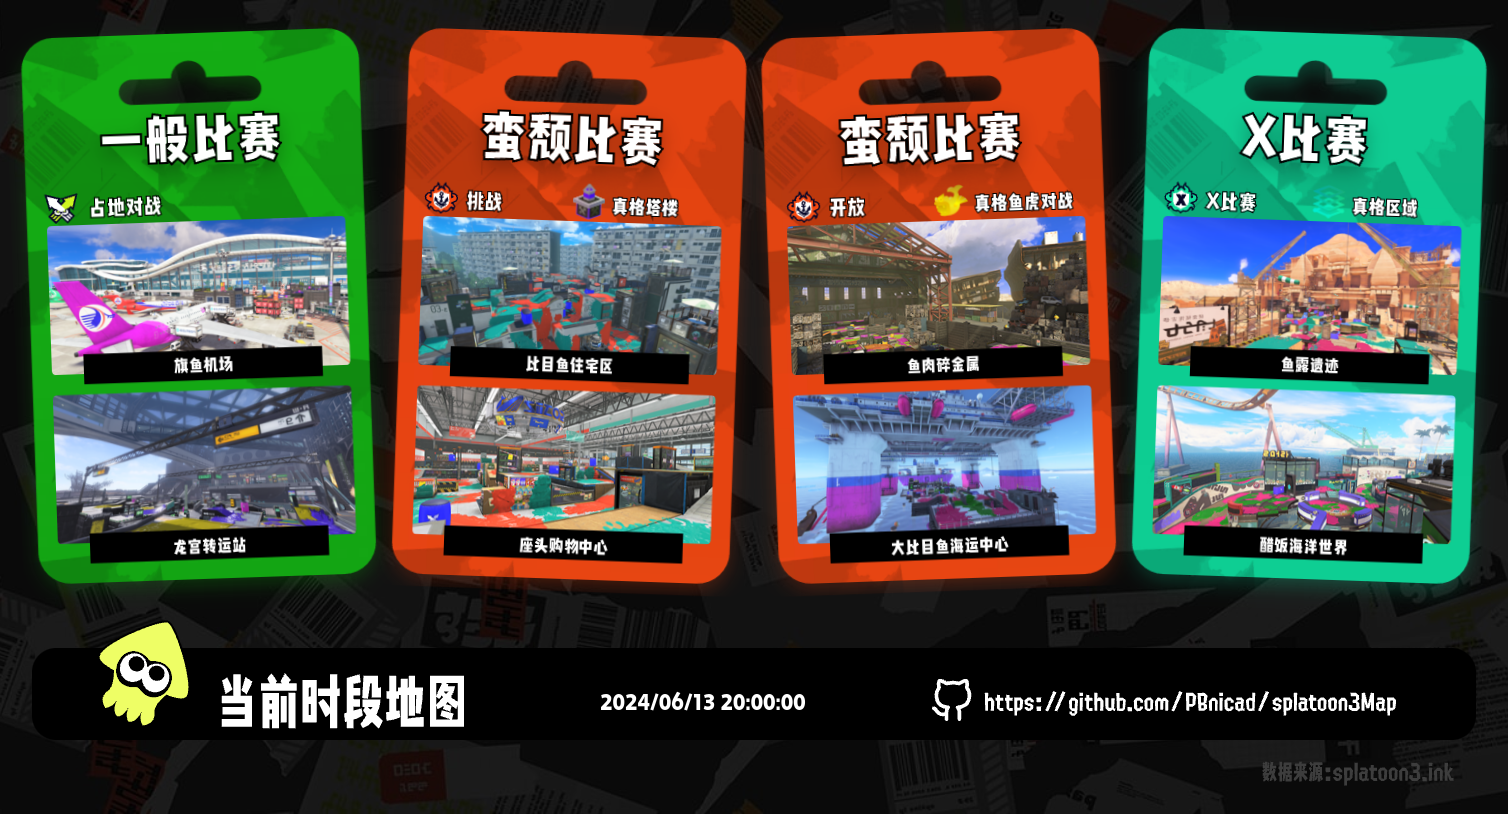 一般比赛
占地对战
旗鱼机场
龙宫转运站
蛮颓比赛
挑战
真格塔楼
比目鱼住宅区
座头购物中心
蛮颓比赛
开放
真格鱼虎对战
鱼肉碎金属
大比目鱼海运中心
X比赛
X比赛
真格区域
鱼露遗迹
醋饭海洋世界
当前时段地图
2024/06/13 20:00:00
https://github.com/PBnicad/splatoon3Map
数据来源:splatoon3.ink